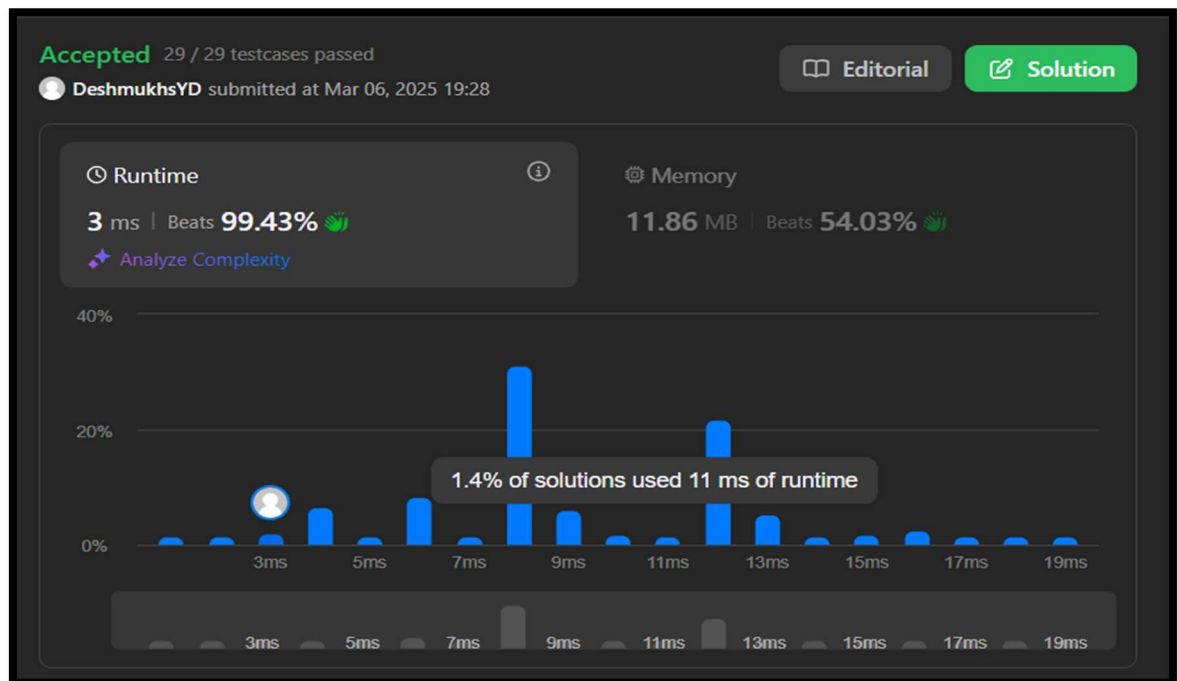 Accepted 29 / 29 testcases passed
Editorial
Solution
DeshmukhsYD submitted at Mar 06, 2025 19:28
Runtime
3 ms | Beats 99.43%
Analyze Complexity
Memory
11.86 MB | Beats 54.03%
40%
20%
0%
1.4% of solutions used 11 ms of runtime
3ms 5ms 7ms 9ms 11ms 13ms 15ms 17ms 19ms
3ms 5ms 7ms 9ms 11ms 13ms 15ms 17ms 19ms